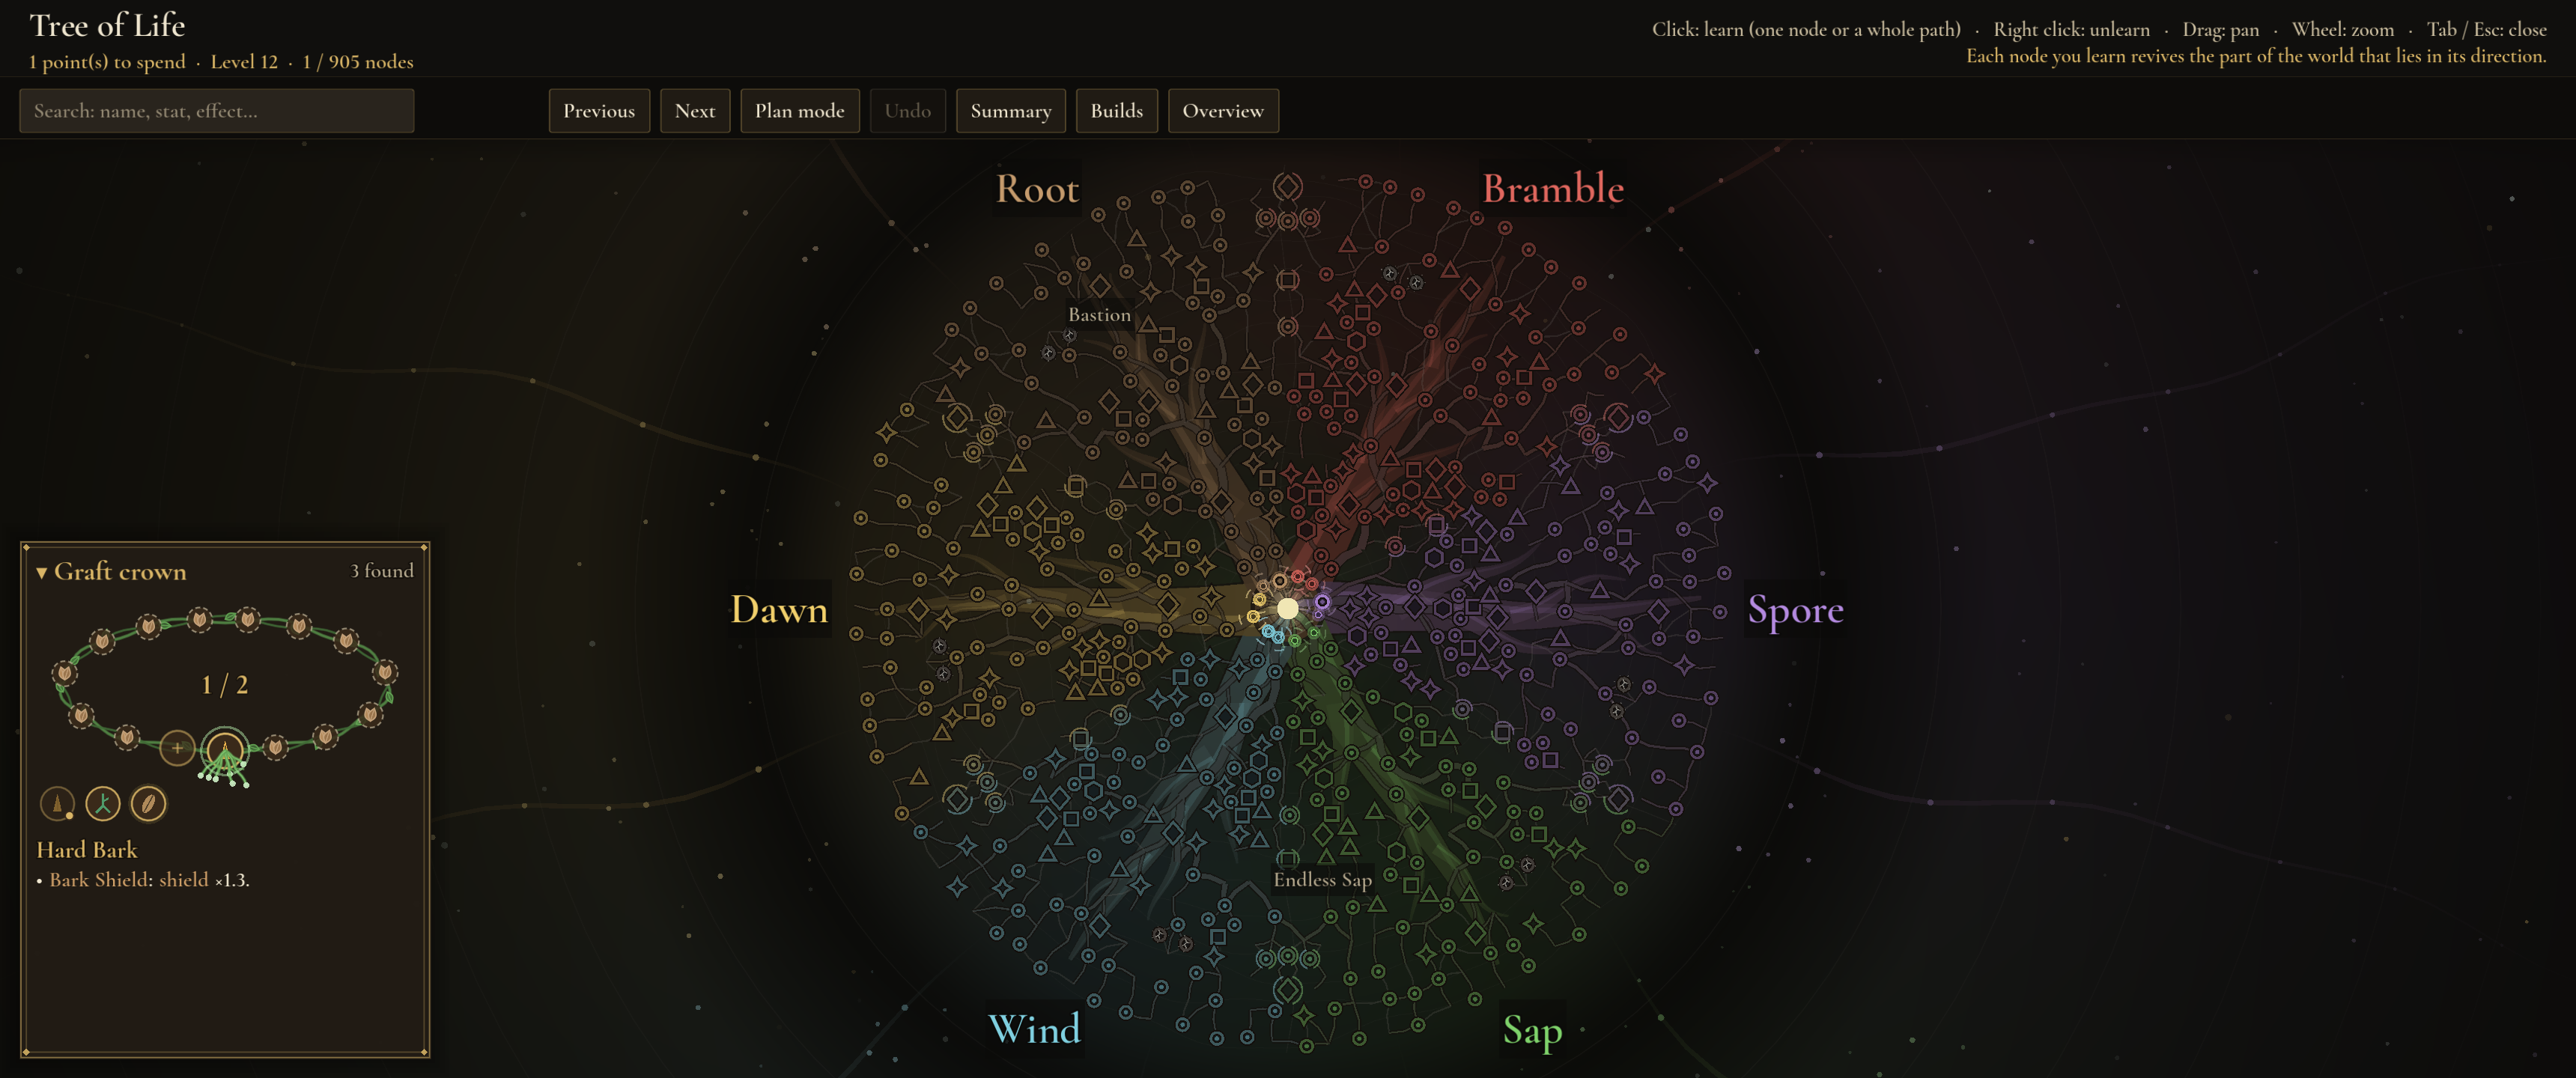 Tree of Life
1 point(s) to spend · Level 12 · 1 / 905 nodes
Click: learn (one node or a whole path) · Right click: unlearn · Drag: pan · Wheel: zoom · Tab / Esc: close
Each node you learn revives the part of the world that lies in its direction.
Search: name, stat, effect...
Previous
Next
Plan mode
Undo
Summary
Builds
Overview
Root
Bramble
Bastion
Dawn
Spore
Endless Sap
Wind
Sap
▾ Graft crown
3 found
1 / 2
+
Hard Bark
• Bark Shield: shield ×1.3.